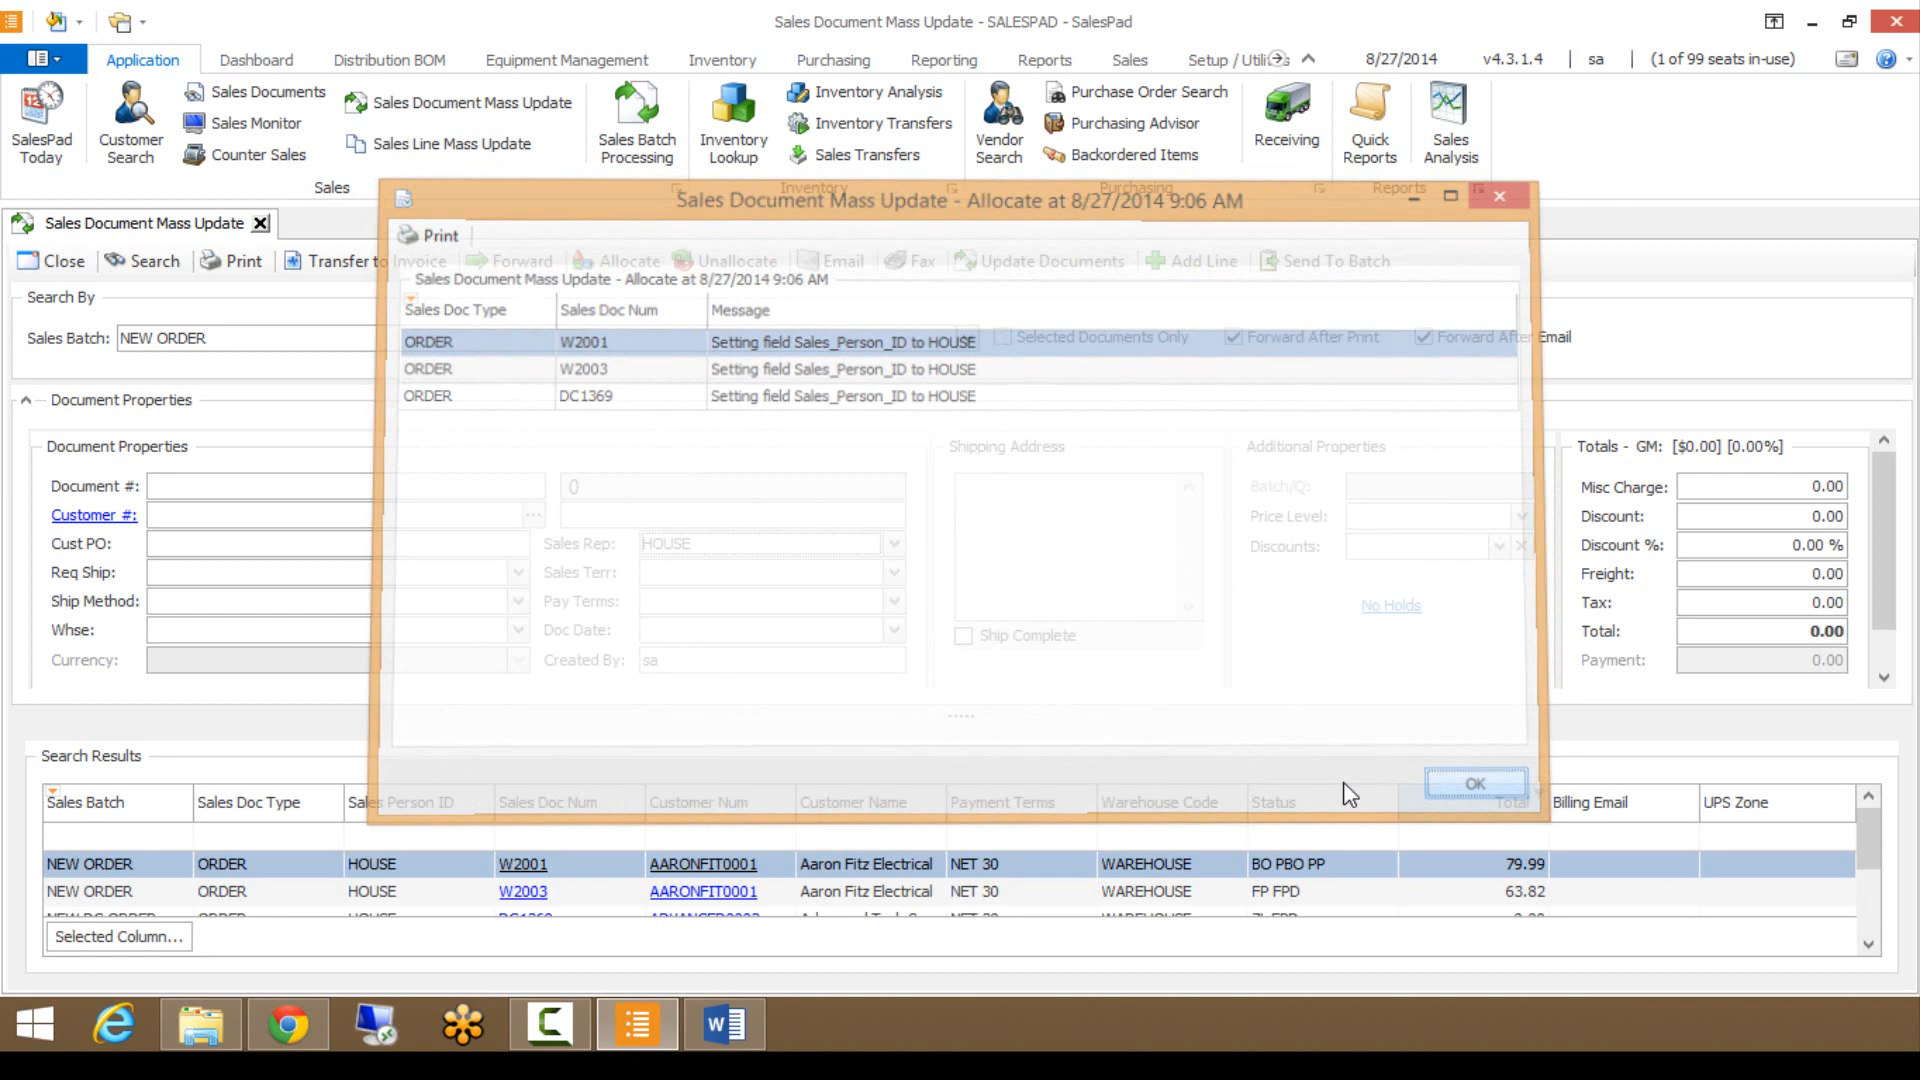 Sales Document Mass Update - SALESPAD - SalesPad
Application Dashboard Distribution BOM Equipment Management Inventory Purchasing Reporting Reports Sales Setup / Utilities 8/27/2014 v4.3.1.4 | sa | (1 of 99 seats in-use)
SalesPad Today
Customer Search
Sales Documents
Sales Monitor
Counter Sales
Sales Document Mass Update
Sales Line Mass Update
Sales Batch Processing
Inventory Lookup
Inventory Analysis
Inventory Transfers
Sales Transfers
Vendor Search
Purchase Order Search
Purchasing Advisor
Backordered Items
Receiving
Quick Reports
Sales Analysis
Sales Inventory Purchasing Reports
Sales Document Mass Update - Allocate at 8/27/2014 9:06 AM
Sales Document Mass Update
Print
Close Search Print Transfer to Invoice Forward Allocate Unallocate Email Fax Update Documents Add Line Send To Batch
Sales Document Mass Update - Allocate at 8/27/2014 9:06 AM
Search By
Sales Doc Type Sales Doc Num Message
Sales Batch: NEW ORDER Selected Documents Only Forward After Print Forward After Email
ORDER W2001 Setting field Sales_Person_ID to HOUSE
ORDER W2003 Setting field Sales_Person_ID to HOUSE
ORDER DC1369 Setting field Sales_Person_ID to HOUSE
Document Properties
Document Properties Shipping Address Additional Properties Totals - GM: [$0.00] [0.00%]
Document #: 0 Batch/Q: Misc Charge: 0.00
Customer #: Price Level: Discount: 0.00
Cust PO: Sales Rep: HOUSE Discounts: Discount %: 0.00 %
Req Ship: Sales Terr: Freight: 0.00
Ship Method: Pay Terms: No Holds Tax: 0.00
Whse: Doc Date: Ship Complete Total: 0.00
Currency: Created By: sa Payment: 0.00
Search Results
OK
Sales Batch Sales Doc Type Sales Person ID Sales Doc Num Customer Num Customer Name Payment Terms Warehouse Code Status Total Billing Email UPS Zone
NEW ORDER ORDER HOUSE W2001 AARONFIT0001 Aaron Fitz Electrical NET 30 WAREHOUSE BO PBO PP 79.99
NEW ORDER ORDER HOUSE W2003 AARONFIT0001 Aaron Fitz Electrical NET 30 WAREHOUSE FP FPD 63.82
Selected Column...